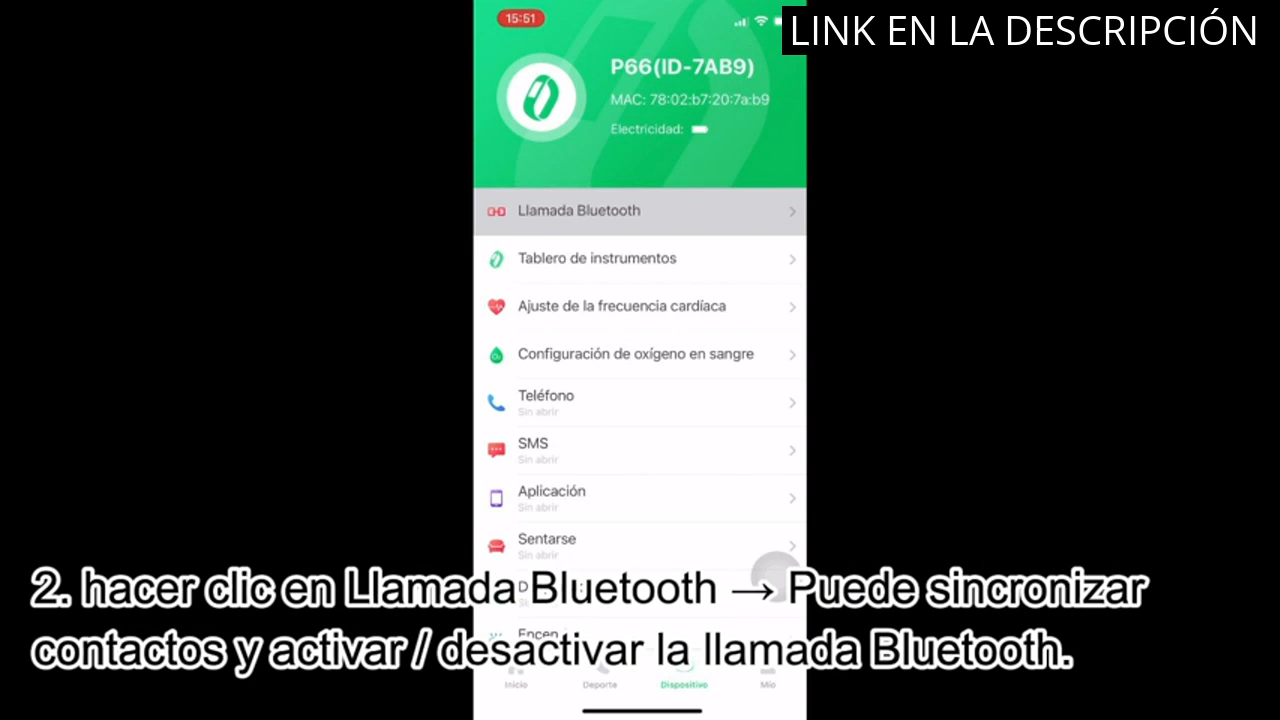 15:51
LINK EN LA DESCRIPCIÓN
P66(ID-7AB9)
MAC: 78:02:b7:20:7a:b9
Electricidad:
Llamada Bluetooth
Tablero de instrumentos
Ajuste de la frecuencia cardíaca
Configuración de oxígeno en sangre
Teléfono
Sin abrir
SMS
Sin abrir
Aplicación
Sin abrir
Sentarse
Sin abrir
2. hacer clic en Llamada Bluetooth → Puede sincronizar
contactos y activar / desactivar la llamada Bluetooth.
Inicio
Deporte
Dispositivo
Mío